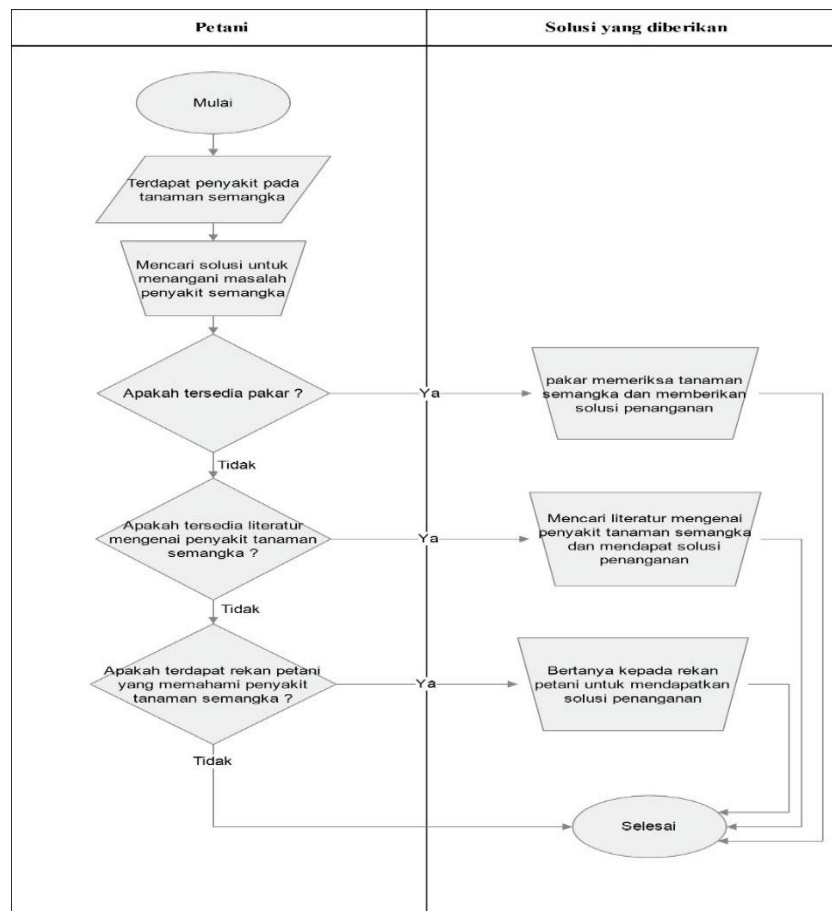 Petani
Solusi yang diberikan
Mulai
Terdapat penyakit pada
tanaman semangka
Mencari solusi untuk
menangani masalah
penyakit semangka
Apakah tersedia pakar ?
Ya
pakar memeriksa tanaman
semangka dan memberikan
solusi penanganan
Tidak
Apakah tersedia literatur
mengenai penyakit tanaman
semangka ?
Ya
Mencari literatur mengenai
penyakit tanaman semangka
dan mendapat solusi
penanganan
Tidak
Apakah terdapat rekan petani
yang memahami penyakit
tanaman semangka ?
Ya
Bertanya kepada rekan
petani untuk mendapatkan
solusi penanganan
Tidak
Selesai